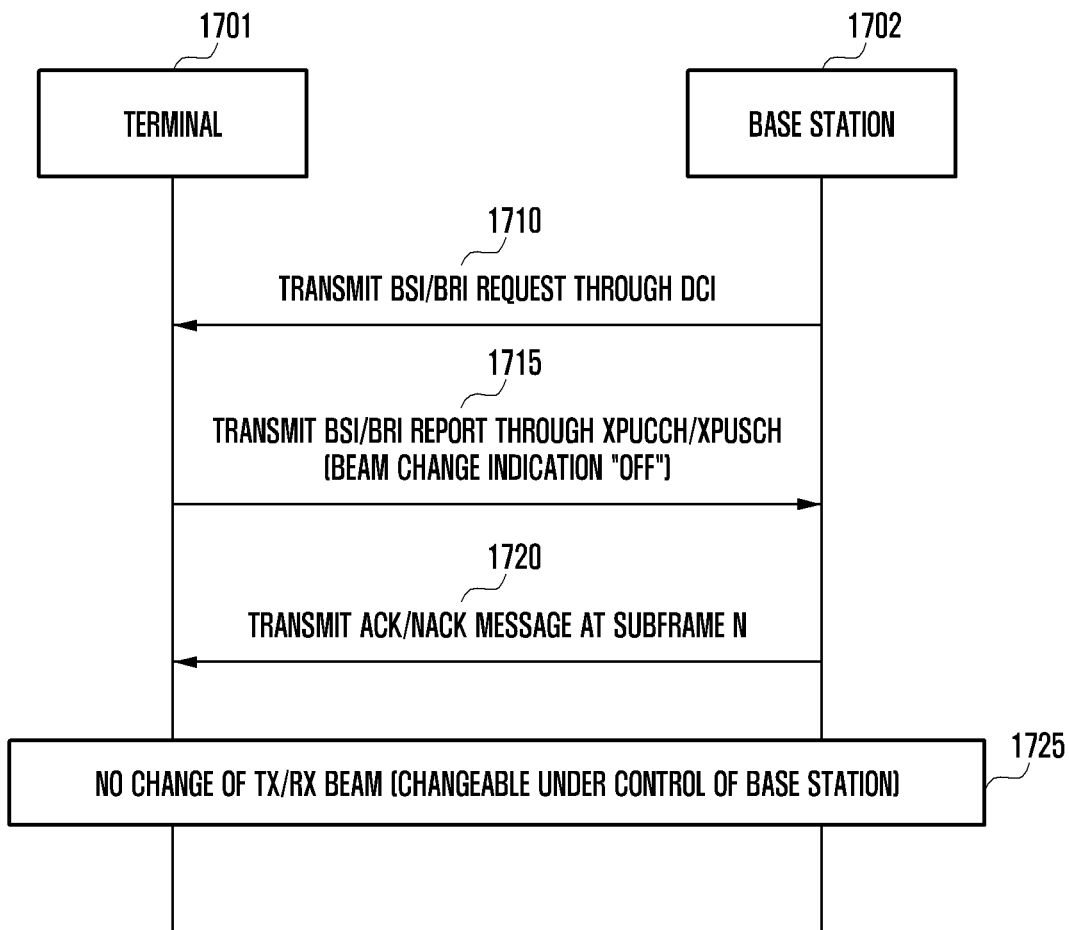 1701
1702
TERMINAL
BASE STATION
1710
TRANSMIT BSI/BRI REQUEST THROUGH DCI
1715
TRANSMIT BSI/BRI REPORT THROUGH XPUCCH/XPUSCH
(BEAM CHANGE INDICATION "OFF")
1720
TRANSMIT ACK/NACK MESSAGE AT SUBFRAME N
1725
NO CHANGE OF TX/RX BEAM (CHANGEABLE UNDER CONTROL OF BASE STATION)